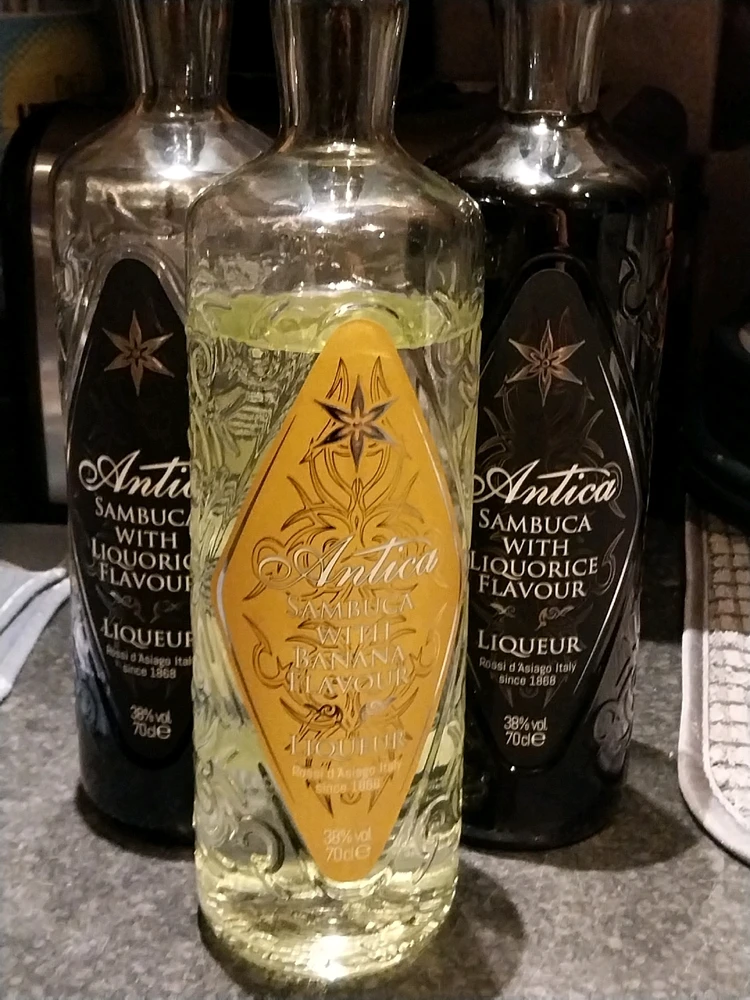 Antica
SAMBUCA
WITH
LIQUORICE
FLAVOUR
LIQUEUR
Rossi d'Asiago Italy
since 1868
38% vol.
70cl e
Antica
SAMBUCA
WITH
BANANA
FLAVOUR
LIQUEUR
Rossi d'Asiago Italy
since 1868
38% vol
70cl e
Antica
SAMBUCA
WITH
LIQUORICE
FLAVOUR
LIQUEUR
Rossi d'Asiago Italy
since 1868
38% vol.
70cl e